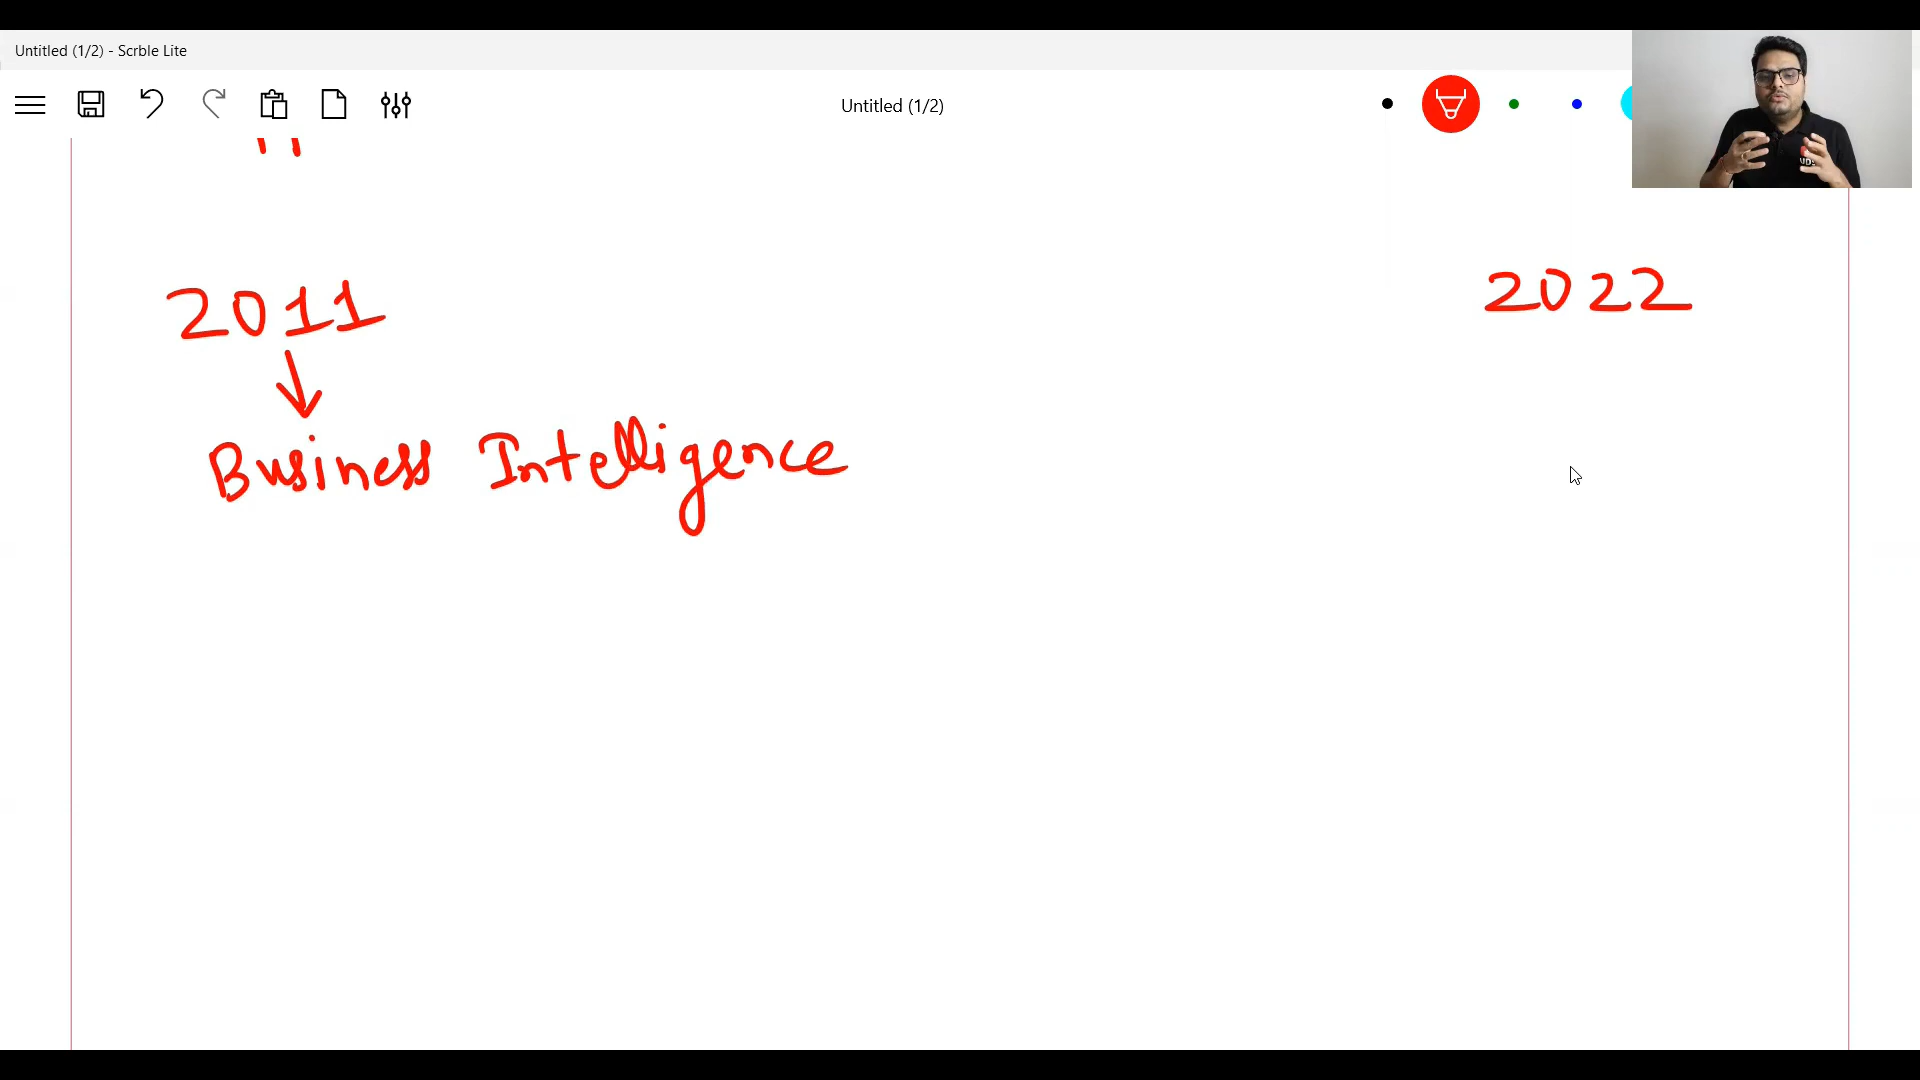 Untitled (1/2) - Scrble Lite
Untitled (1/2)
2011
2022
Business Intelligence